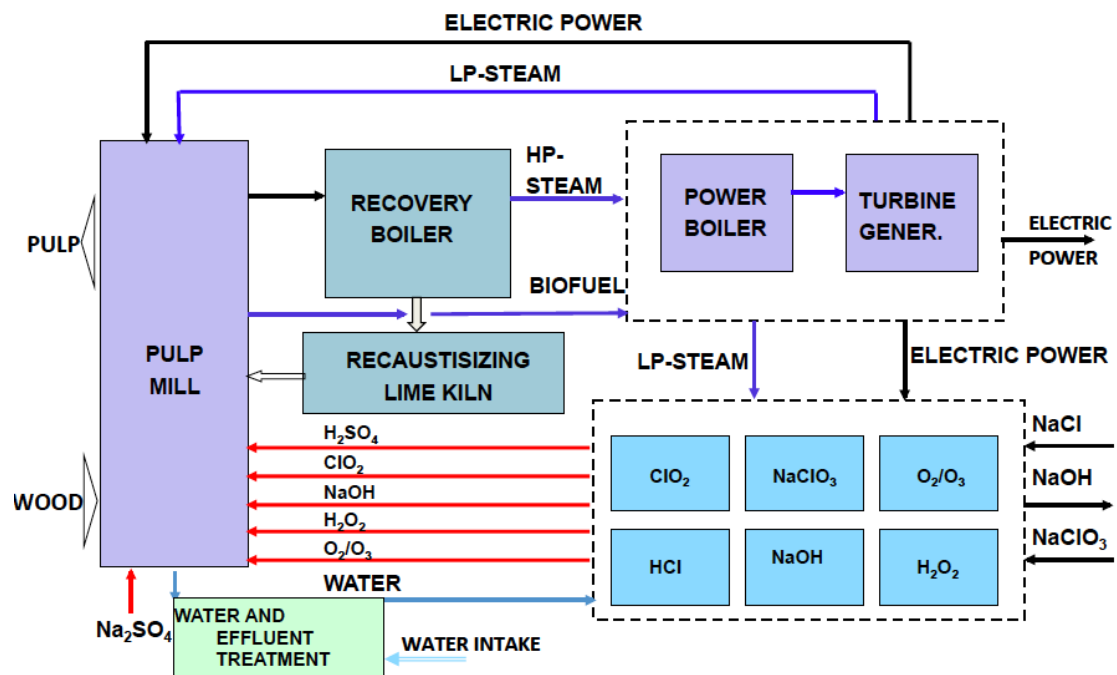 ELECTRIC POWER
LP-STEAM
HP-
STEAM
RECOVERY
BOILER
POWER
BOILER
TURBINE
GENER.
PULP
ELECTRIC
POWER
BIOFUEL
PULP
MILL
RECAUSTISIZING
LIME KILN
LP-STEAM
ELECTRIC POWER
H₂SO₄
ClO₂
NaOH
H₂O₂
O₂/O₃
WOOD
ClO₂
NaClO₃
O₂/O₃
HCl
NaOH
H₂O₂
NaCl
NaOH
NaClO₃
WATER
Na₂SO₄
WATER AND
EFFLUENT
TREATMENT
WATER INTAKE